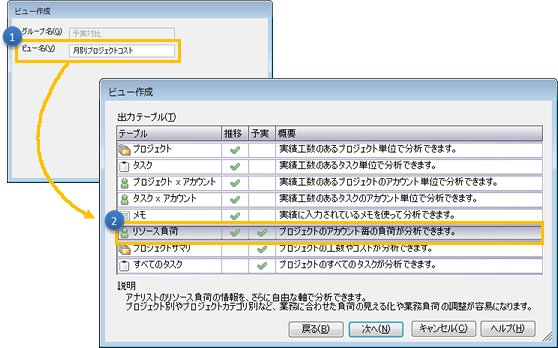 ビュー作成
グループ名(G) 予実対比
1
ビュー名(V) 月別プロジェクトコスト
ビュー作成
出力テーブル(T)
テーブル 推移 予実 概要
プロジェクト 実績工数のあるプロジェクト単位で分析できます。
タスク 実績工数のあるタスク単位で分析できます。
プロジェクト x アカウント 実績工数のあるプロジェクトのアカウント単位で分析できます。
タスク x アカウント 実績工数のあるタスクのアカウント単位で分析できます。
メモ 実績に入力されているメモを使って分析できます。
2
リソース負荷 プロジェクトのアカウント毎の負荷が分析できます。
プロジェクトサマリ プロジェクトの工数やコストが分析できます。
すべてのタスク プロジェクトのすべてのタスクが分析できます。
説明
アナリストのリソース負荷の情報を、さらに自由な軸で分析できます。
プロジェクト別やプロジェクトカテゴリ別など、業務に合わせた負荷の見える化や業務負荷の調整が容易になります。
戻る(B) 次へ(N) キャンセル(C) ヘルプ(H)